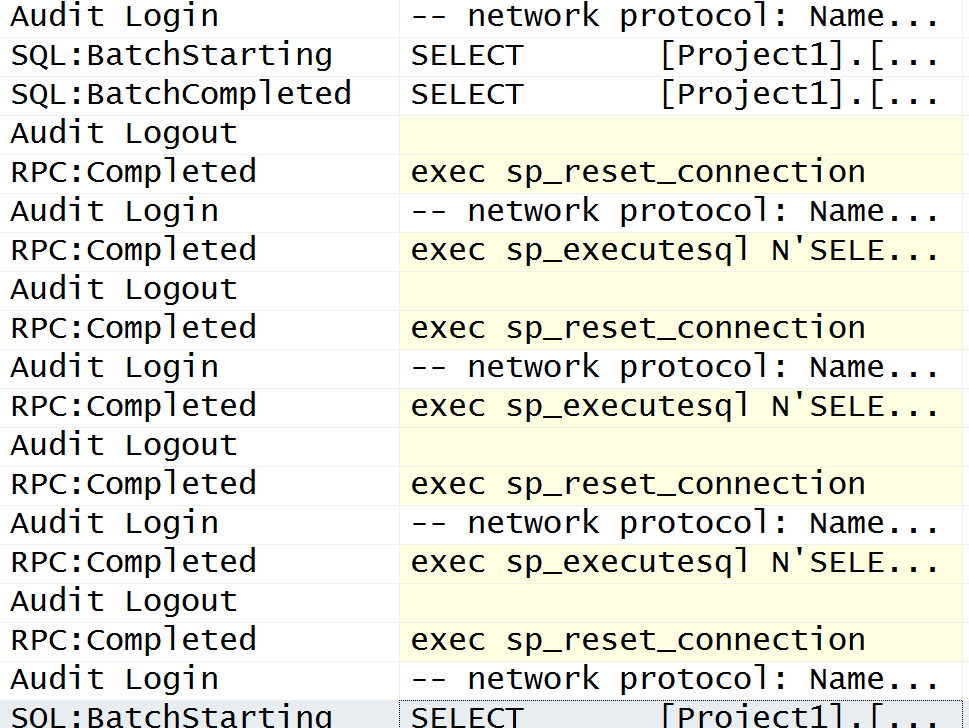 Audit Login -- network protocol: Name...
SQL:BatchStarting SELECT [Project1].[...
SQL:BatchCompleted SELECT [Project1].[...
Audit Logout
RPC:Completed exec sp_reset_connection
Audit Login -- network protocol: Name...
RPC:Completed exec sp_executesql N'SELE...
Audit Logout
RPC:Completed exec sp_reset_connection
Audit Login -- network protocol: Name...
RPC:Completed exec sp_executesql N'SELE...
Audit Logout
RPC:Completed exec sp_reset_connection
Audit Login -- network protocol: Name...
RPC:Completed exec sp_executesql N'SELE...
Audit Logout
RPC:Completed exec sp_reset_connection
Audit Login -- network protocol: Name...
SQL:BatchStarting SELECT [Project1].[...